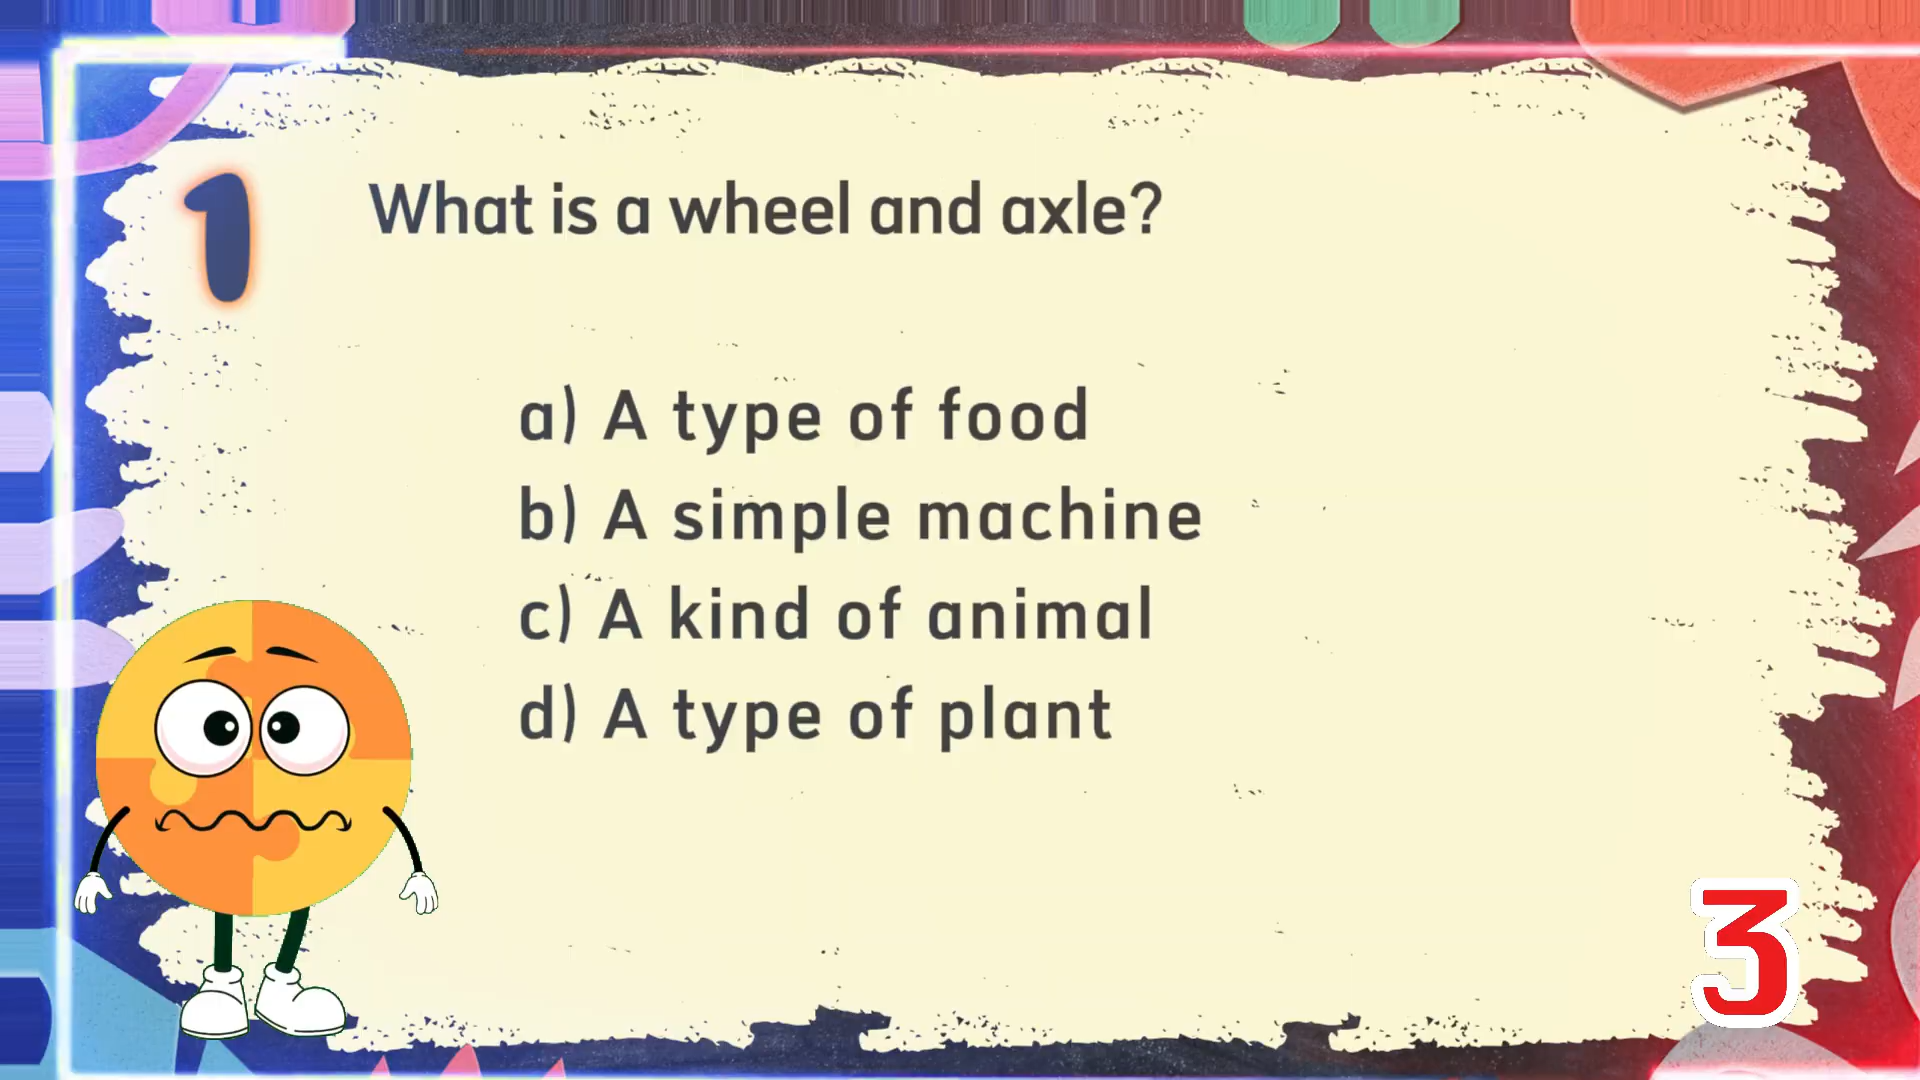 1
What is a wheel and axle?
a) A type of food
b) A simple machine
c) A kind of animal
d) A type of plant
3